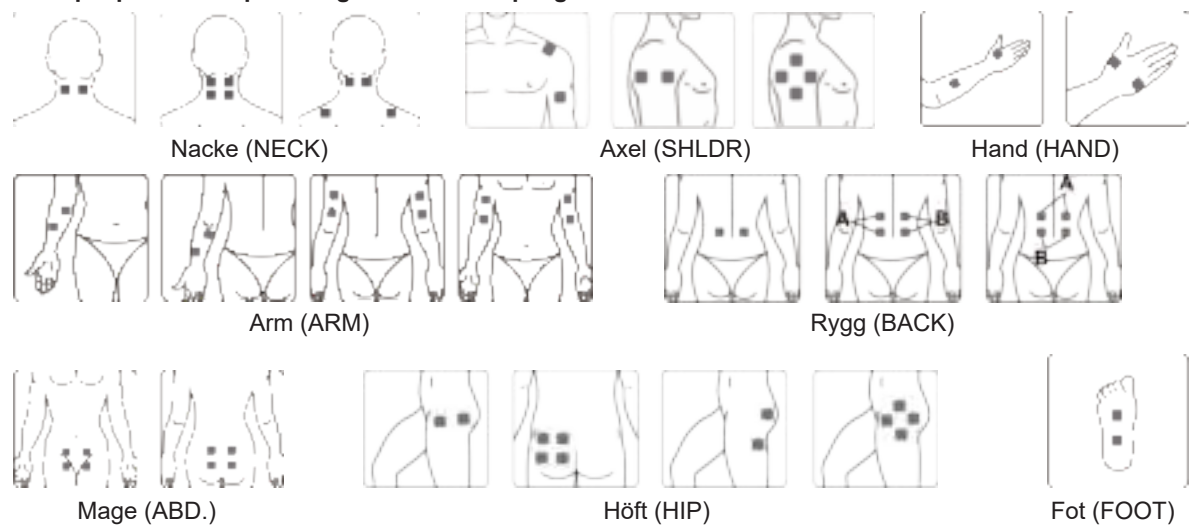 Nacke (NECK)
Axel (SHLDR)
Hand (HAND)
A
A
B
B
Arm (ARM)
Rygg (BACK)
Mage (ABD.)
Höft (HIP)
Fot (FOOT)